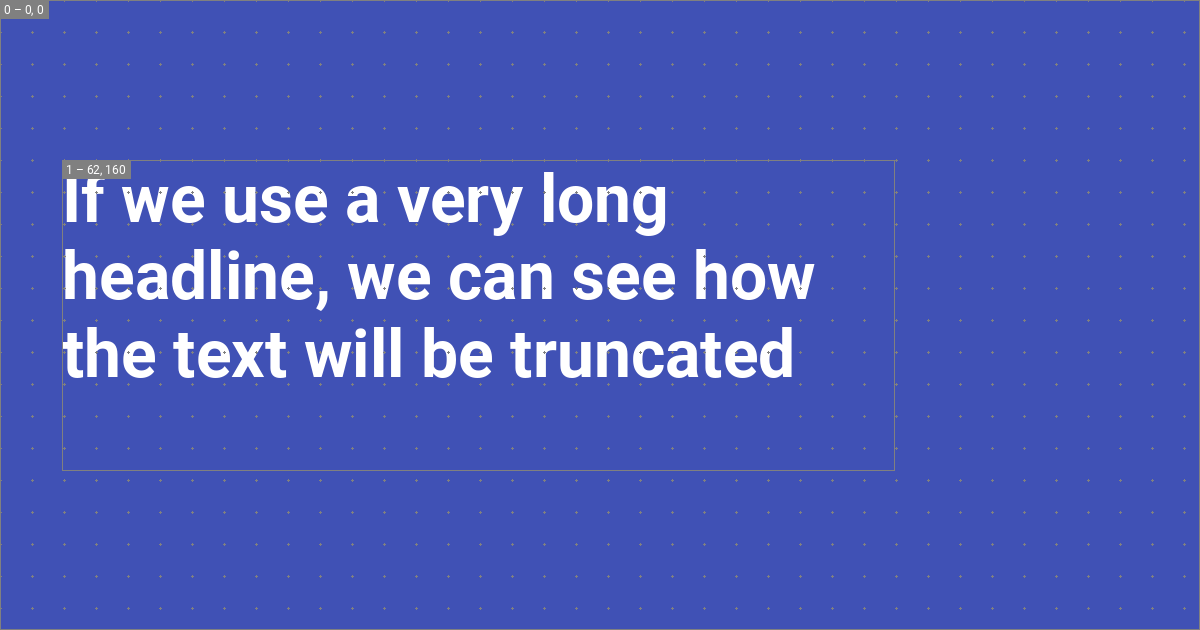 0 – 0, 0
1 – 62, 160
If we use a very long
headline, we can see how
the text will be truncated